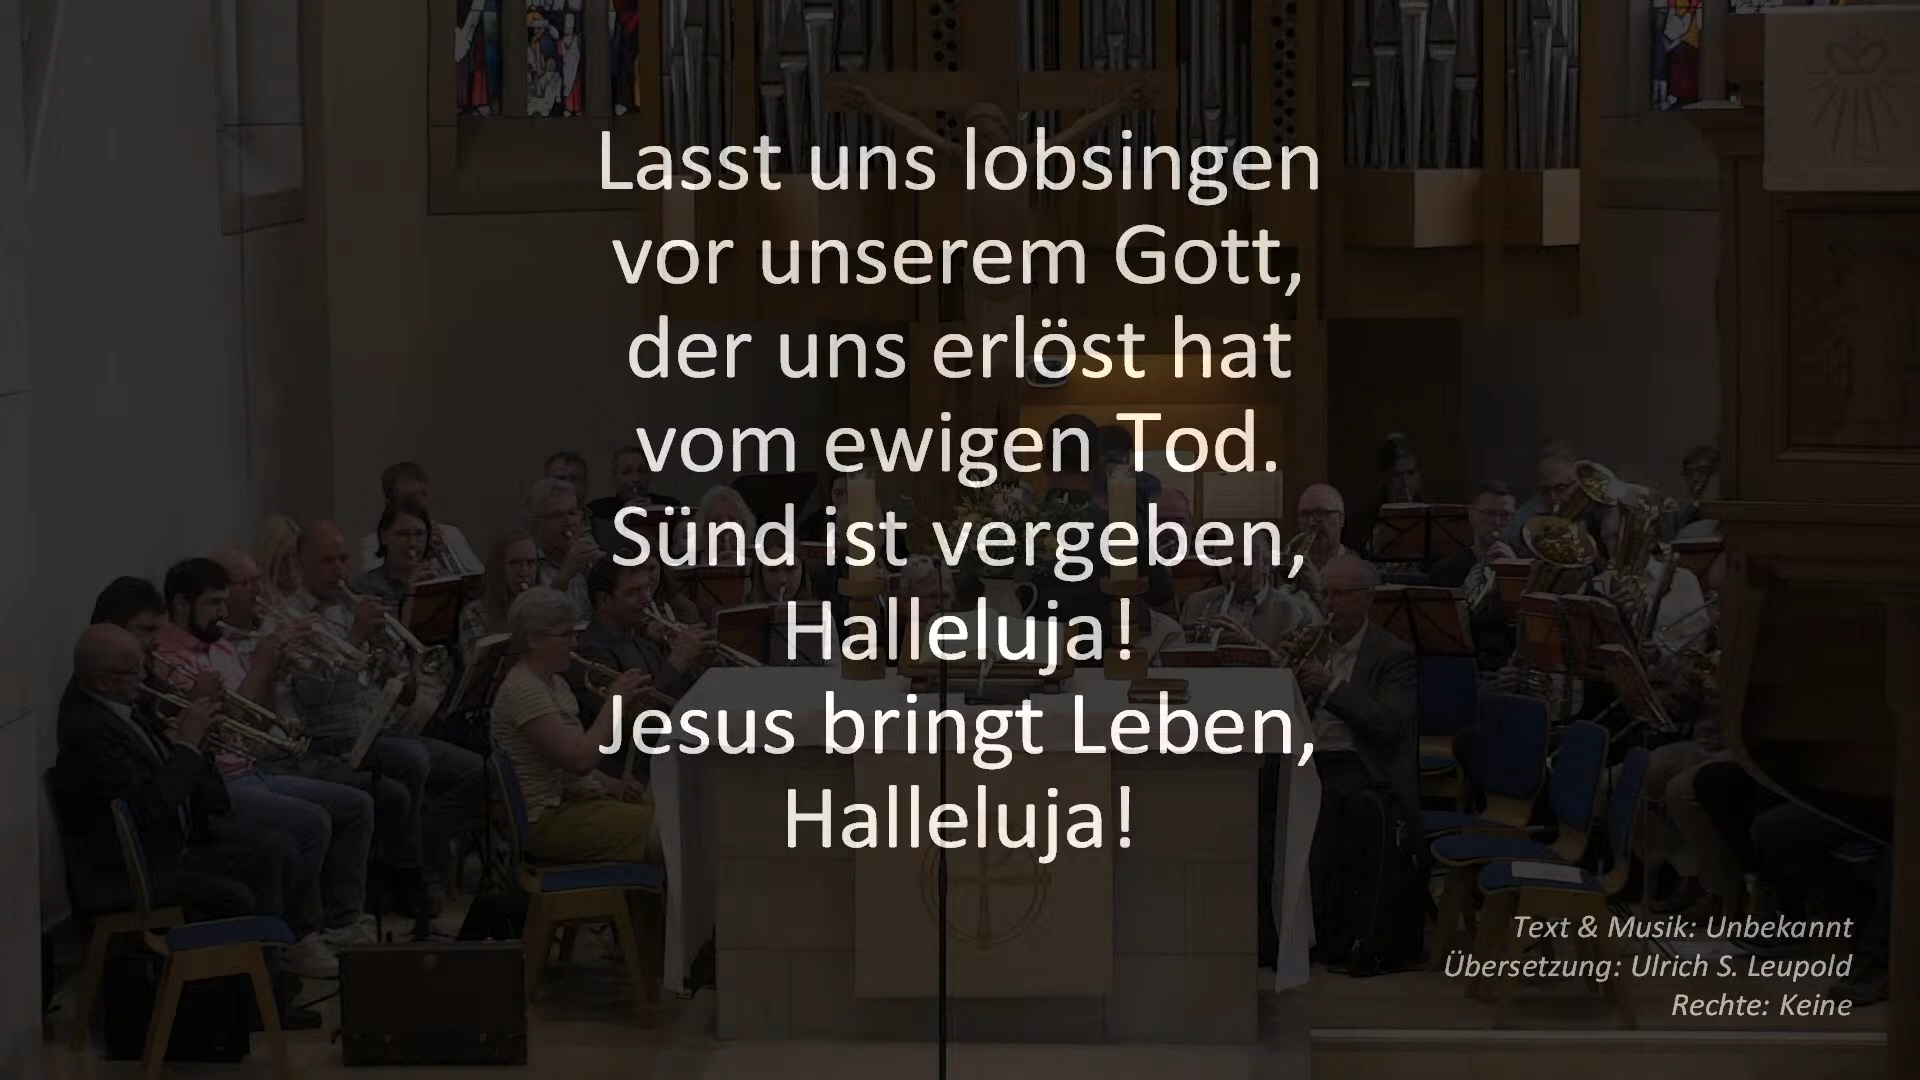 Lasst uns lobsingen
vor unserem Gott,
der uns erlöst hat
vom ewigen Tod.
Sünd ist vergeben,
Halleluja!
Jesus bringt Leben,
Halleluja!
Text & Musik: Unbekannt
Übersetzung: Ulrich S. Leupold
Rechte: Keine